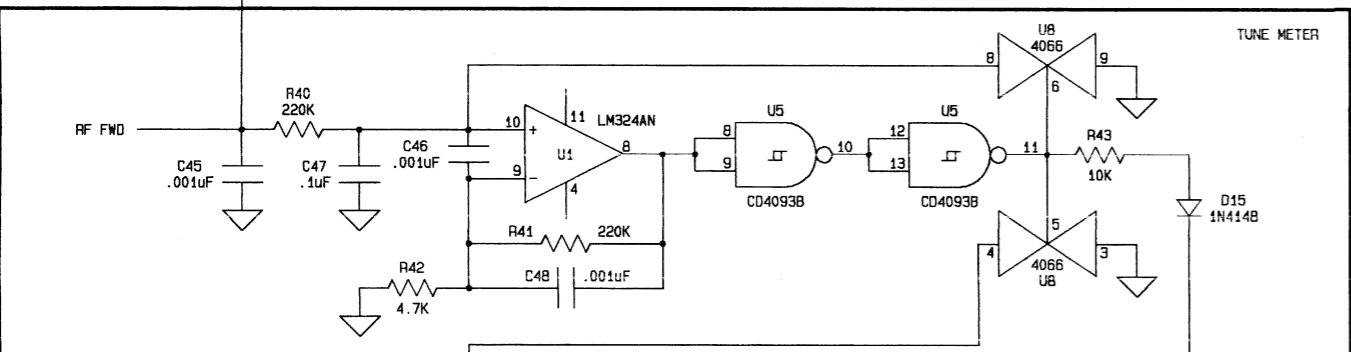 TUNE METER
U8
4066
8
9
6
R40
220K
RF FWD
C45
.001uF
C47
.1uF
C46
.001uF
10
+
11
LM324AN
U1
8
9
-
4
U5
8
9
10
CD4093B
U5
12
13
11
CD4093B
R43
10K
D15
1N4148
R41
220K
C48
.001uF
R42
4.7K
5
4
3
4066
U8